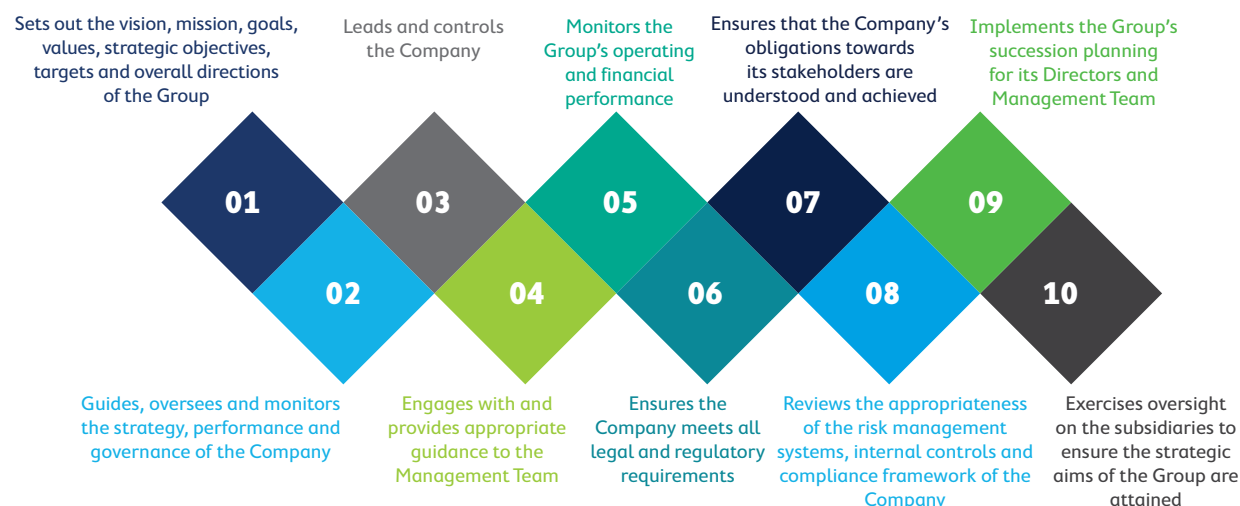 Sets out the vision, mission, goals,
values, strategic objectives,
targets and overall directions
of the Group
01
Guides, oversees and monitors
the strategy, performance and
governance of the Company
02
Leads and controls
the Company
03
Engages with and
provides appropriate
guidance to the
Management Team
04
Monitors the
Group's operating
and financial
performance
05
Ensures the
Company meets all
legal and regulatory
requirements
06
Ensures that the Company's
obligations towards
its stakeholders are
understood and achieved
07
Reviews the appropriateness
of the risk management
systems, internal controls and
compliance framework of the
Company
08
Implements the Group's
succession planning
for its Directors and
Management Team
09
Exercises oversight
on the subsidiaries to
ensure the strategic
aims of the Group are
attained
10